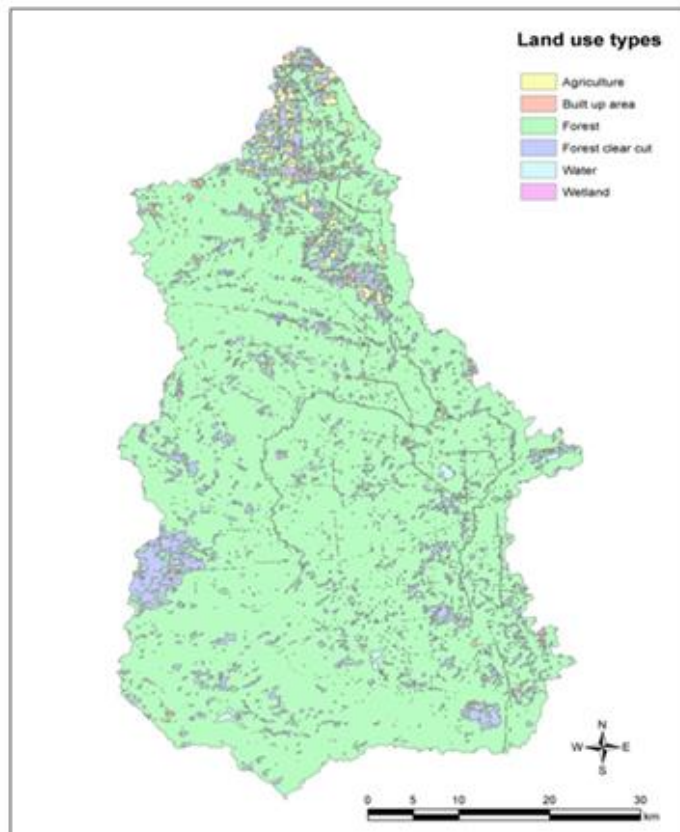 Land use types
Agriculture
Built up area
Forest
Forest clear cut
Water
Wetland
N
W E
S
0 5 10 20 30
km